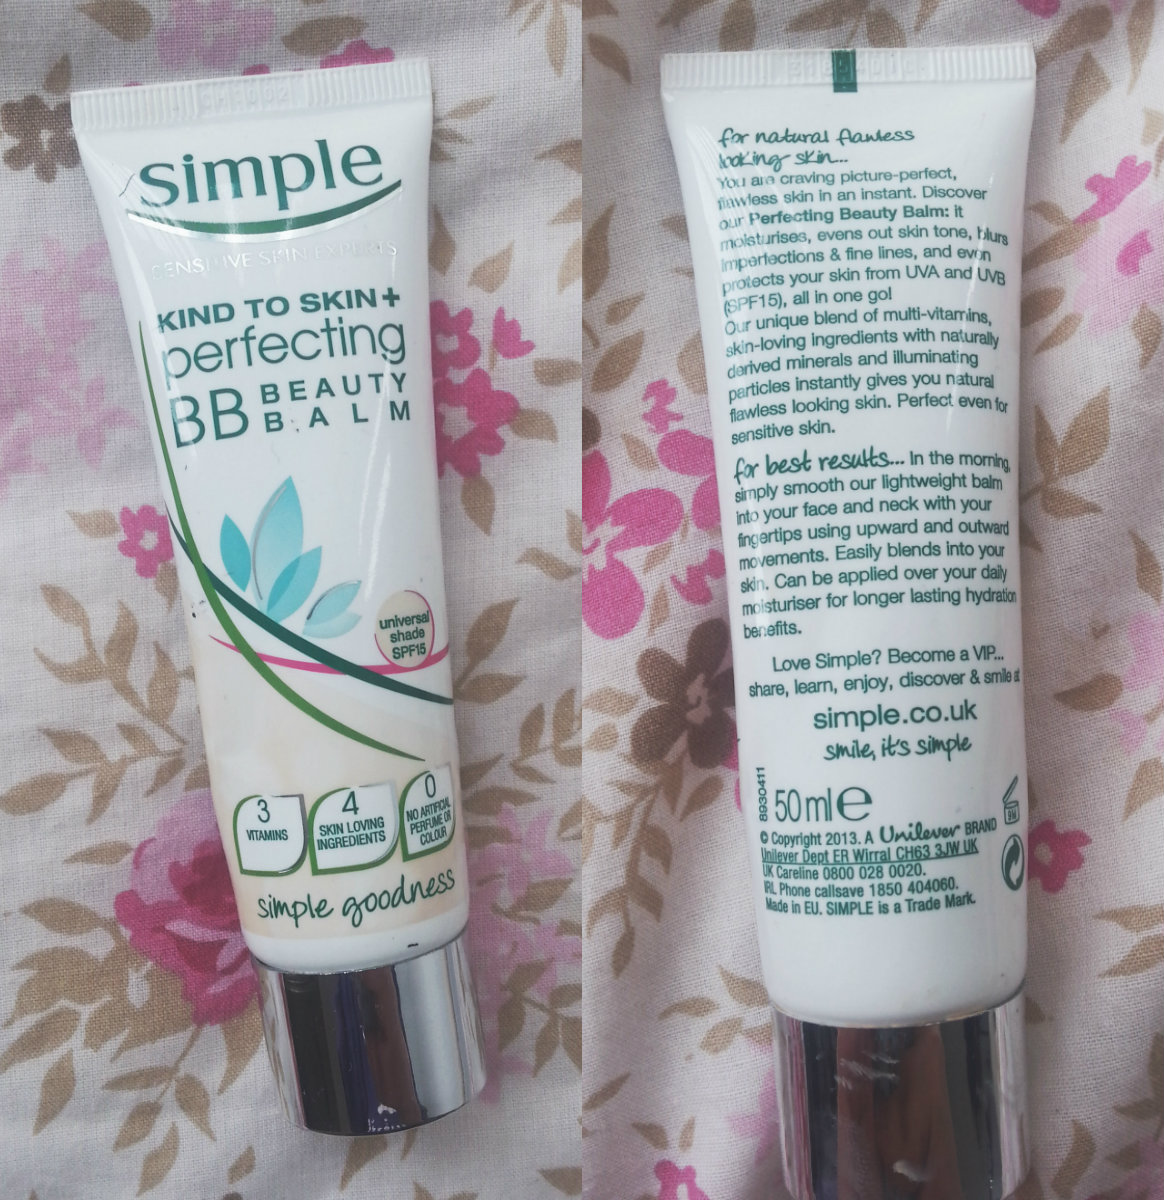 Simple
SENSITIVE SKIN EXPERTS
KIND TO SKIN+
perfecting
BB BEAUTY
BALM
universal
shade
SPF15
3
VITAMINS
4
SKIN LOVING
INGREDIENTS
0
NO ARTIFICIAL
PERFUME OR
COLOUR
simple goodness
for natural flawless
looking skin...
You are craving picture-perfect,
flawless skin in an instant. Discover
our Perfecting Beauty Balm: it
moisturises, evens out skin tone, blurs
imperfections & fine lines, and even
protects your skin from UVA and UVB
(SPF15), all in one go!
Our unique blend of multi-vitamins,
skin-loving ingredients with naturally
derived minerals and illuminating
particles instantly gives you natural
flawless looking skin. Perfect even for
sensitive skin.
for best results... In the morning,
simply smooth our lightweight balm
into your face and neck with your
fingertips using upward and outward
movements. Easily blends into your
skin. Can be applied over your daily
moisturiser for longer lasting hydration
benefits.
Love Simple? Become a VIP...
share, learn, enjoy, discover & smile at
simple.co.uk
smile, it's simple
8930411
50ml e
9M
© Copyright 2013. A Unilever BRAND
Unilever Dept ER Wirral CH63 3JW UK
UK Careline 0800 028 0020.
IRL Phone callsave 1850 404060.
Made in EU. SIMPLE is a Trade Mark.